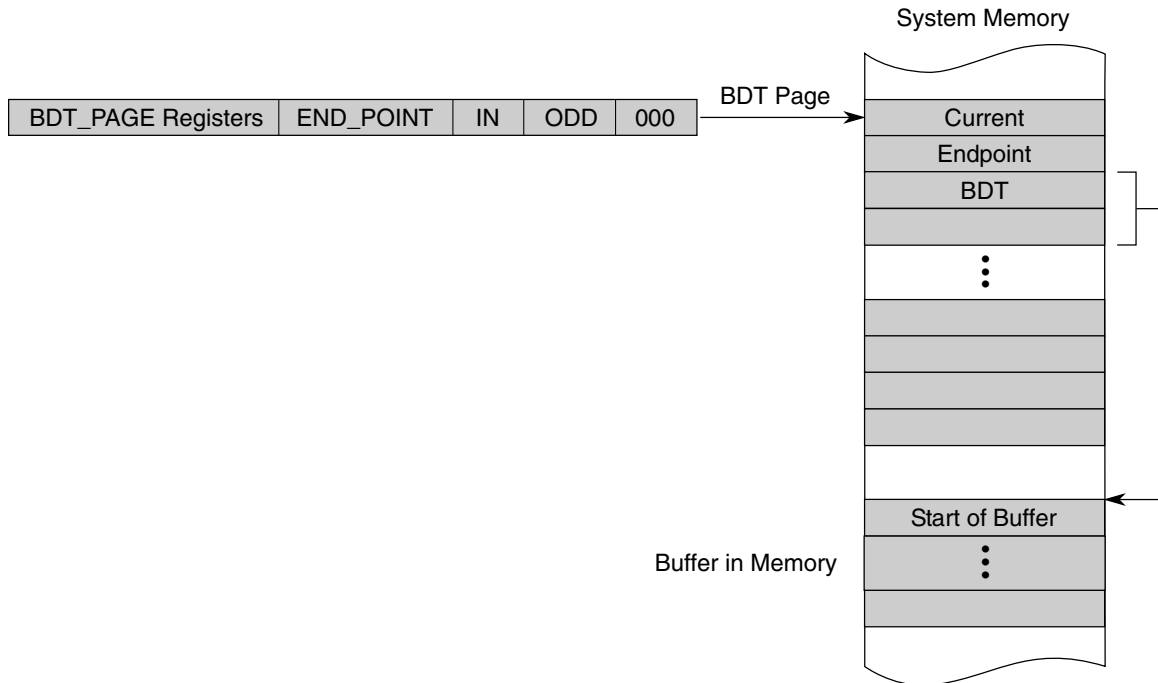 System Memory
BDT_PAGE Registers END_POINT IN ODD 000
BDT Page
Current
Endpoint
BDT
Start of Buffer
Buffer in Memory